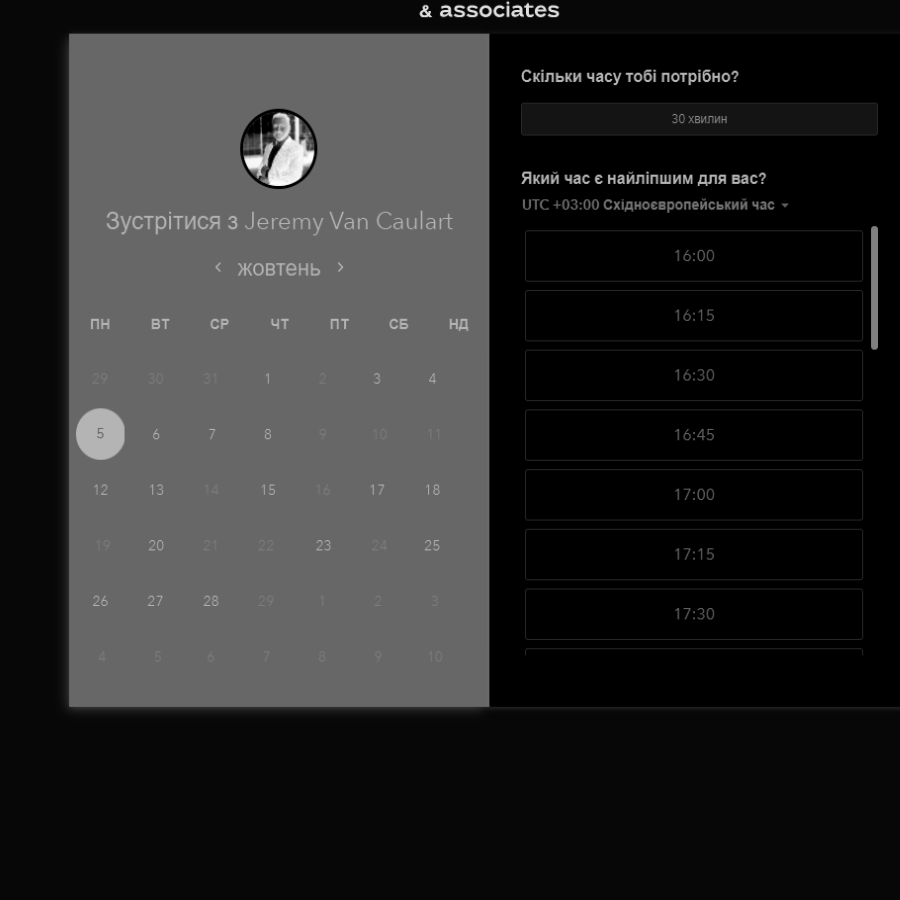 & associates
Зустрітися з Jeremy Van Caulart
жовтень
ПН ВТ СР ЧТ ПТ СБ НД
29 30 31 1 2 3 4
5 6 7 8 9 10 11
12 13 14 15 16 17 18
19 20 21 22 23 24 25
26 27 28 29 1 2 3
4 5 6 7 8 9 10
Скільки часу тобі потрібно?
30 хвилин
Який час є найліпшим для вас?
UTC +03:00 Східноєвропейський час
16:00
16:15
16:30
16:45
17:00
17:15
17:30